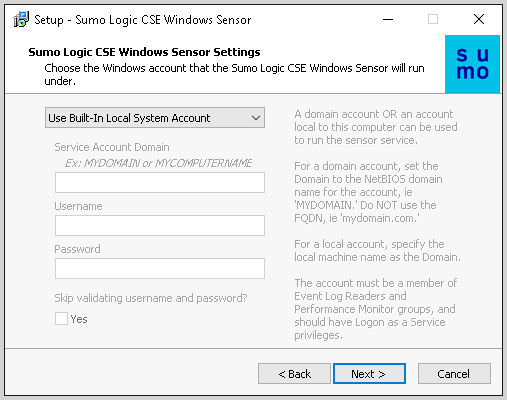 Setup - Sumo Logic CSE Windows Sensor
Sumo Logic CSE Windows Sensor Settings
Choose the Windows account that the Sumo Logic CSE Windows Sensor will run
under.
su
mo
Use Built-In Local System Account
Service Account Domain
Ex: MYDOMAIN or MYCOMPUTERNAME
Username
Password
Skip validating username and password?
Yes
A domain account OR an account
local to this computer can be used
to run the sensor service.
For a domain account, set the
Domain to the NetBIOS domain
name for the account, ie
'MYDOMAIN.' Do NOT use the
FQDN, ie 'mydomain.com.'
For a local account, specify the
local machine name as the Domain.
The account must be a member of
Event Log Readers and
Performance Monitor groups, and
should have Logon as a Service
privileges.
< Back
Next >
Cancel